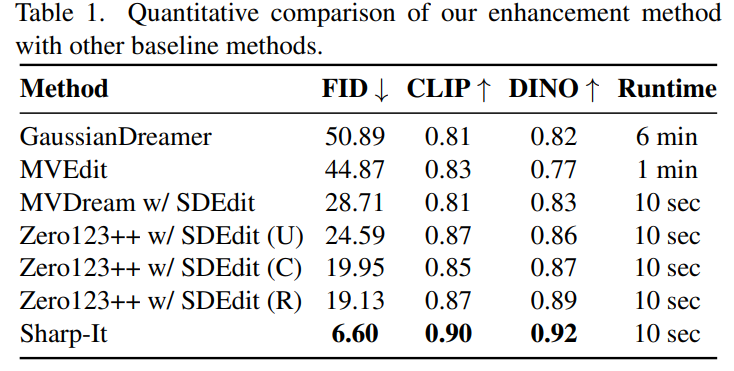 Table 1. Quantitative comparison of our enhancement method
with other baseline methods.
Method FID ↓ CLIP ↑ DINO ↑ Runtime
GaussianDreamer 50.89 0.81 0.82 6 min
MVEdit 44.87 0.83 0.77 1 min
MVDream w/ SDEdit 28.71 0.81 0.83 10 sec
Zero123++ w/ SDEdit (U) 24.59 0.87 0.86 10 sec
Zero123++ w/ SDEdit (C) 19.95 0.85 0.87 10 sec
Zero123++ w/ SDEdit (R) 19.13 0.87 0.89 10 sec
Sharp-It 6.60 0.90 0.92 10 sec